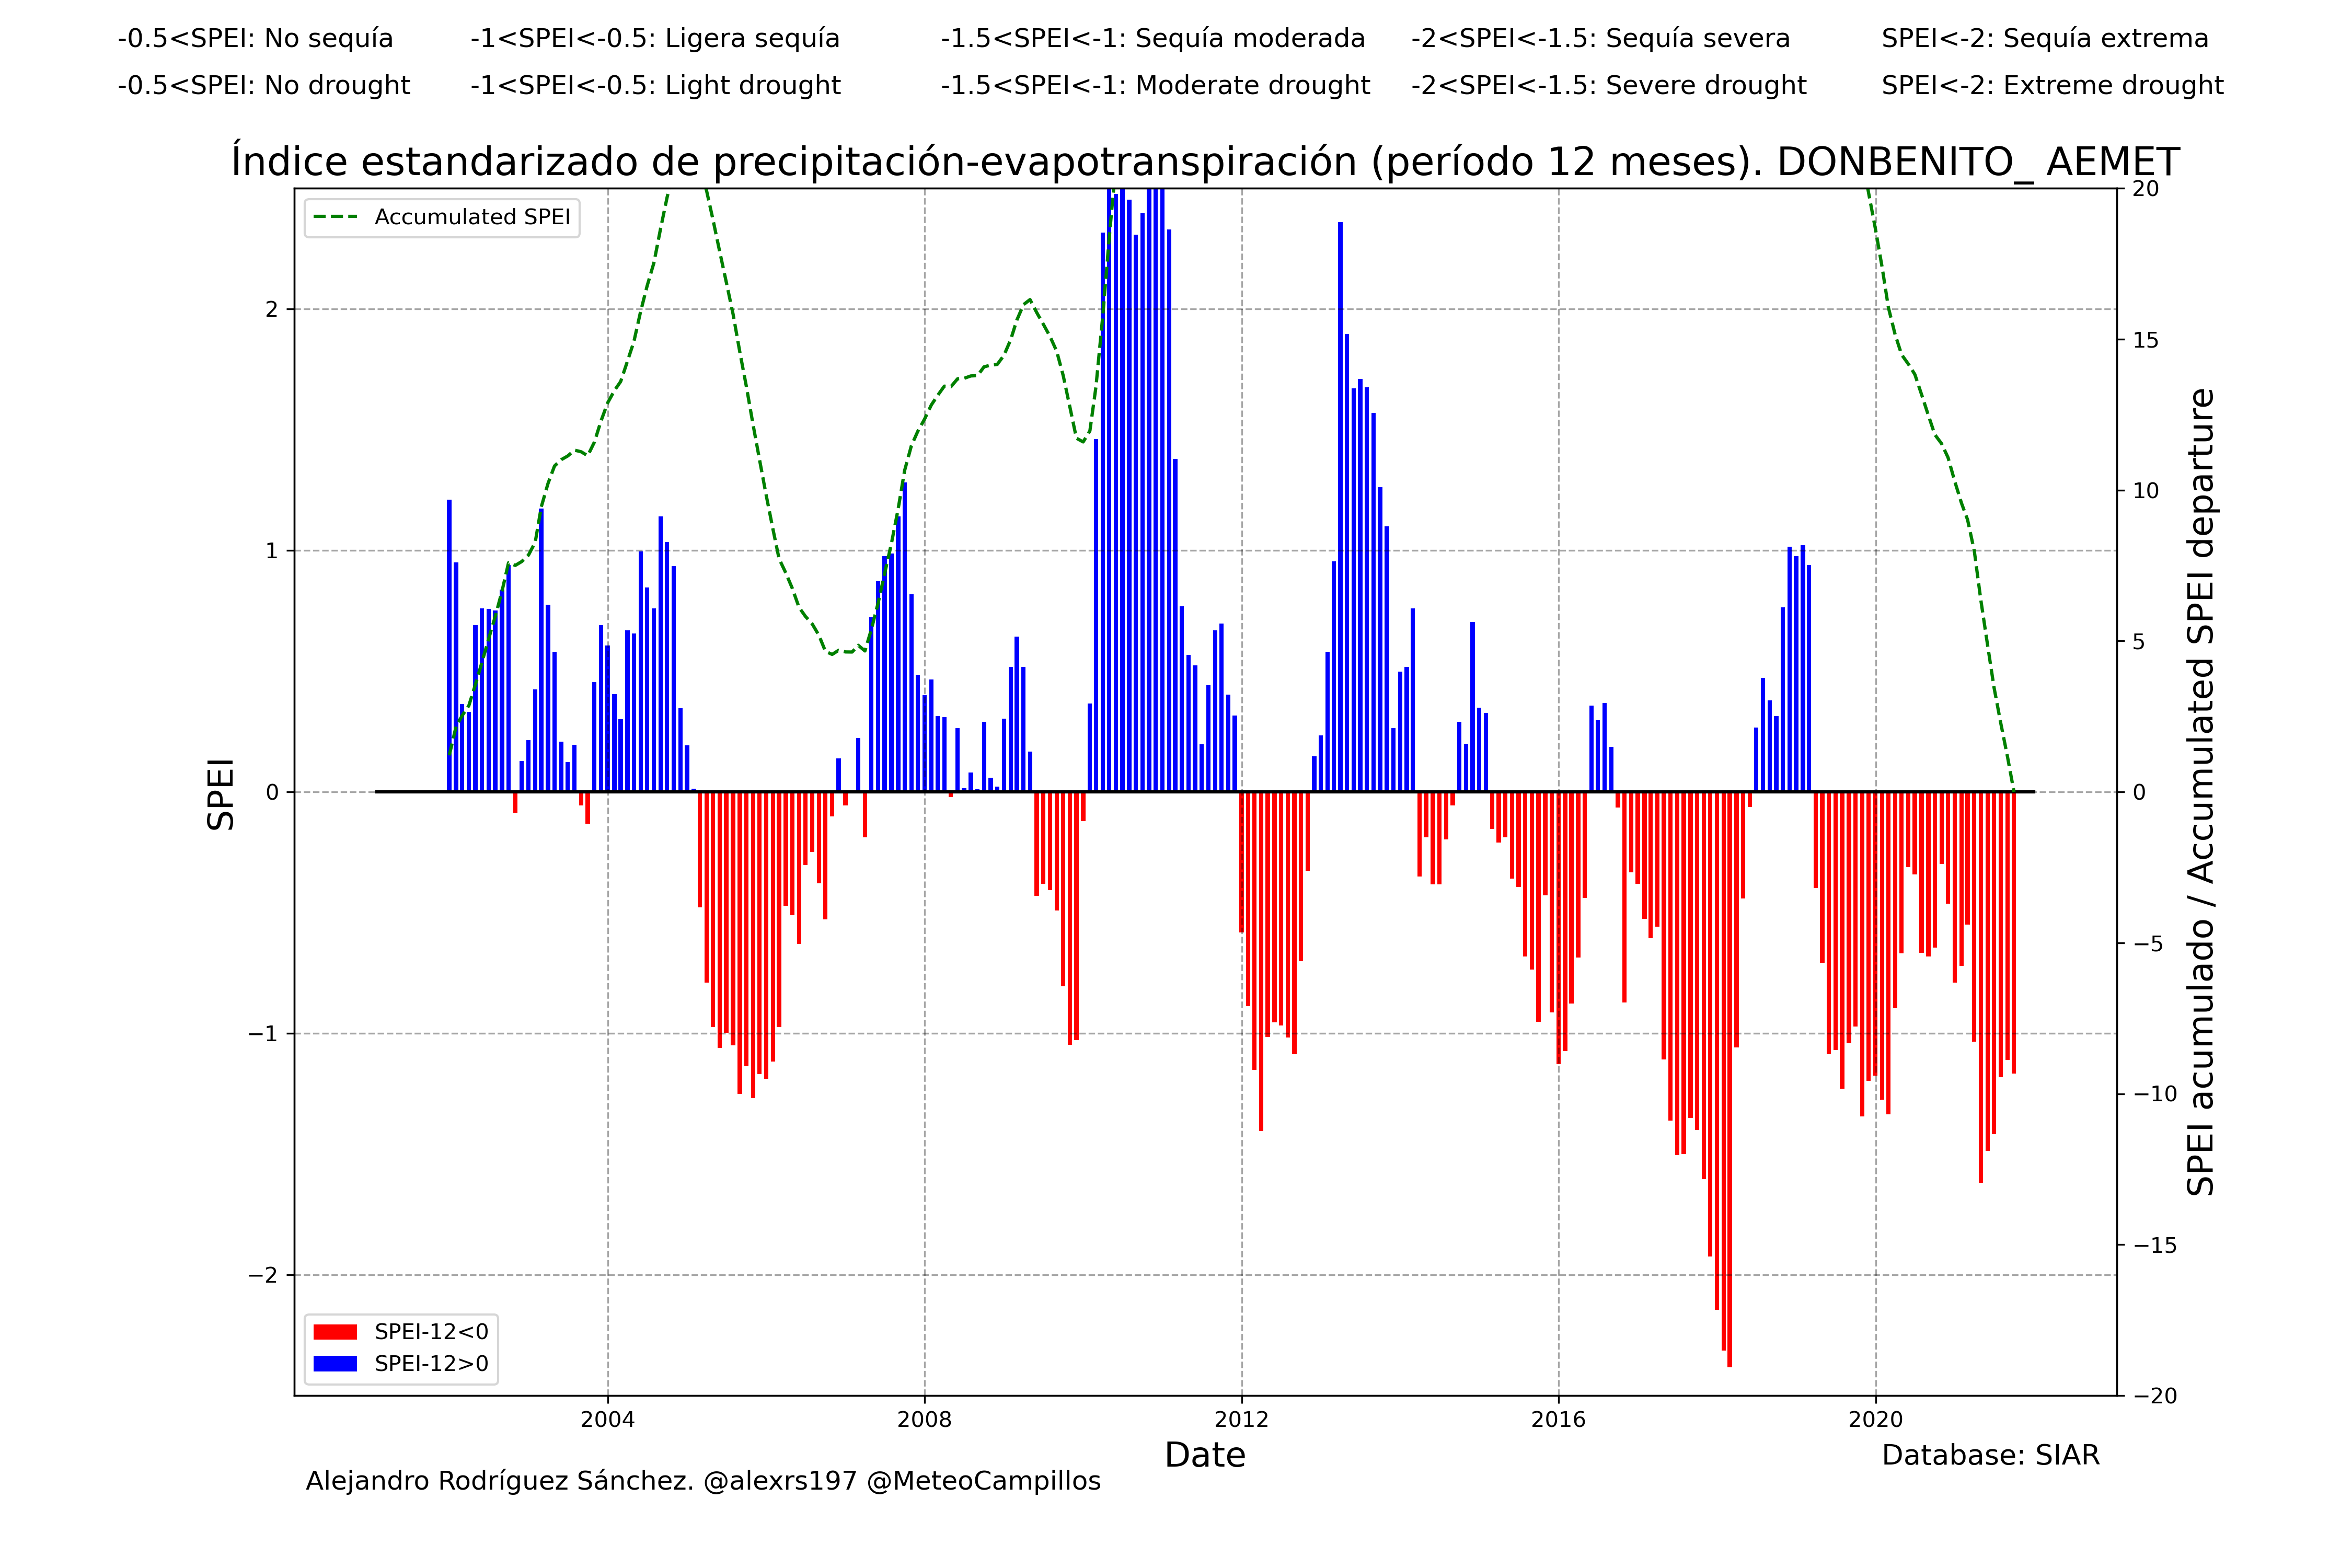 -0.5<SPEI: No sequía -1<SPEI<-0.5: Ligera sequía -1.5<SPEI<-1: Sequía moderada -2<SPEI<-1.5: Sequía severa SPEI<-2: Sequía extrema
-0.5<SPEI: No drought -1<SPEI<-0.5: Light drought -1.5<SPEI<-1: Moderate drought -2<SPEI<-1.5: Severe drought SPEI<-2: Extreme drought
Índice estandarizado de precipitación-evapotranspiración (período 12 meses). DONBENITO_ AEMET
Accumulated SPEI
2
1
0
−1
−2
SPEI
20
15
10
5
0
−5
−10
−15
−20
SPEI acumulado / Accumulated SPEI departure
SPEI-12<0
SPEI-12>0
2004 2008 2012 2016 2020
Date
Database: SIAR
Alejandro Rodríguez Sánchez. @alexrs197 @MeteoCampillos